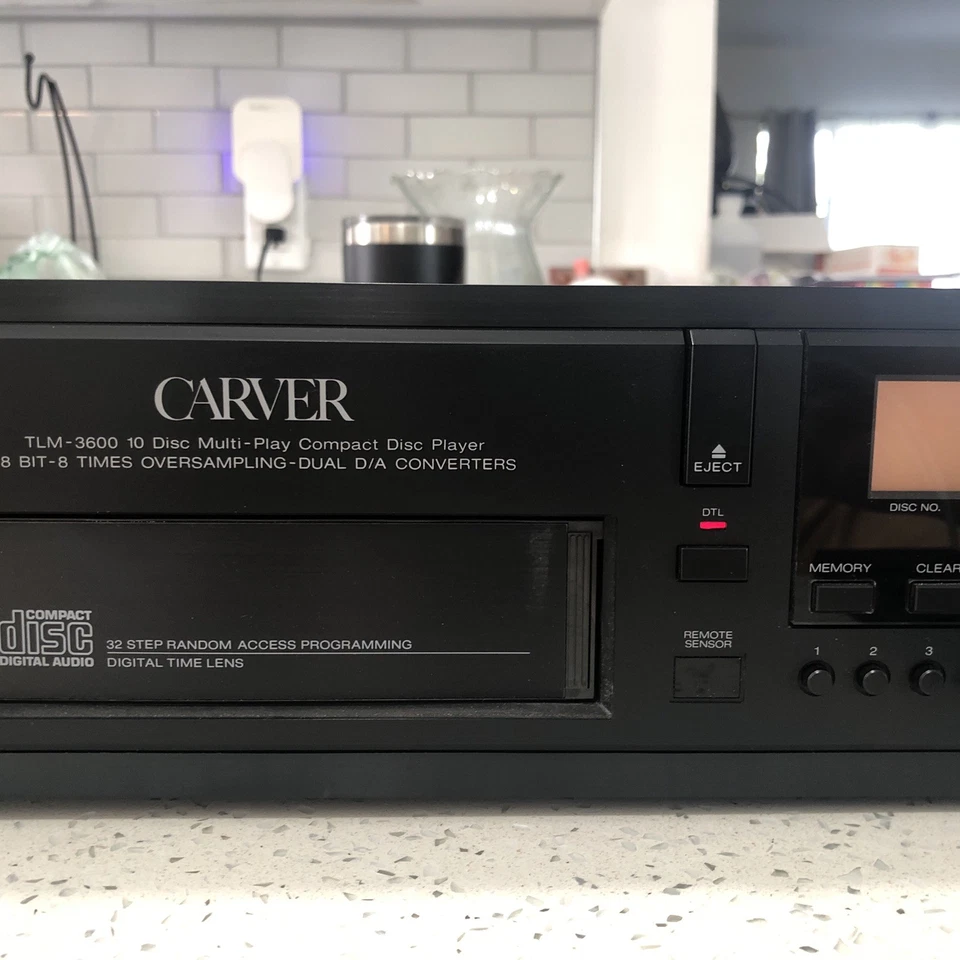 CARVER
TLM-3600 10 Disc Multi-Play Compact Disc Player
8 BIT-8 TIMES OVERSAMPLING-DUAL D/A CONVERTERS
EJECT
DISC NO.
DTL
MEMORY
CLEAR
COMPACT
disc
DIGITAL AUDIO
32 STEP RANDOM ACCESS PROGRAMMING
DIGITAL TIME LENS
REMOTE
SENSOR
1 2 3